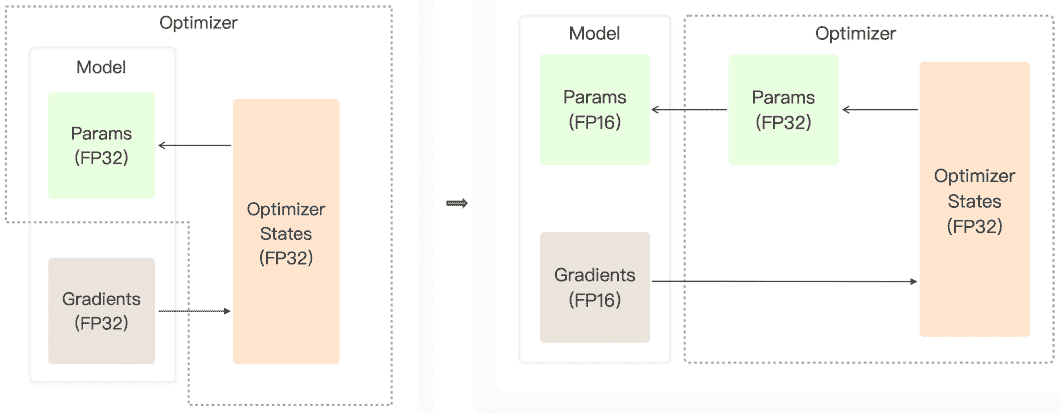 Optimizer
Model
Params
(FP32)
Optimizer
States
(FP32)
Gradients
(FP32)
Model
Optimizer
Params
(FP16)
Params
(FP32)
Optimizer
States
(FP32)
Gradients
(FP16)